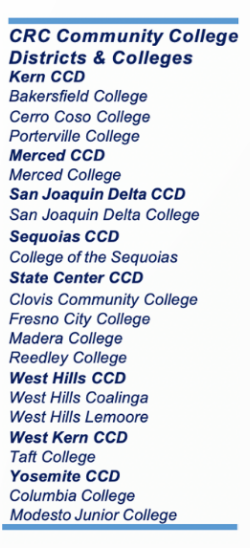 CRC Community College
Districts & Colleges
Kern CCD
Bakersfield College
Cerro Coso College
Porterville College
Merced CCD
Merced College
San Joaquin Delta CCD
San Joaquin Delta College
Sequoias CCD
College of the Sequoias
State Center CCD
Clovis Community College
Fresno City College
Madera College
Reedley College
West Hills CCD
West Hills Coalinga
West Hills Lemoore
West Kern CCD
Taft College
Yosemite CCD
Columbia College
Modesto Junior College